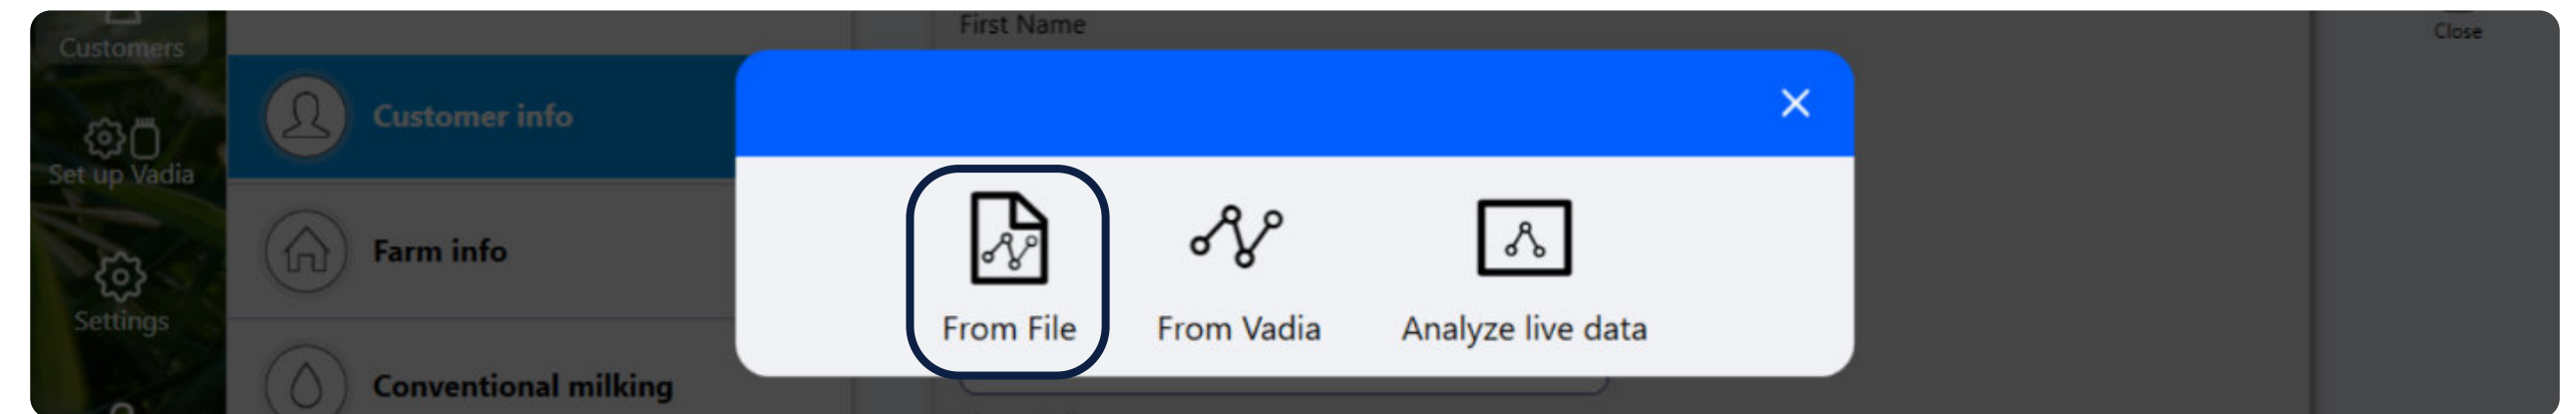 Customers
Set up Vadia
Settings
Customer info
Farm info
Conventional milking
First Name
From File
From Vadia
Analyze live data
Close